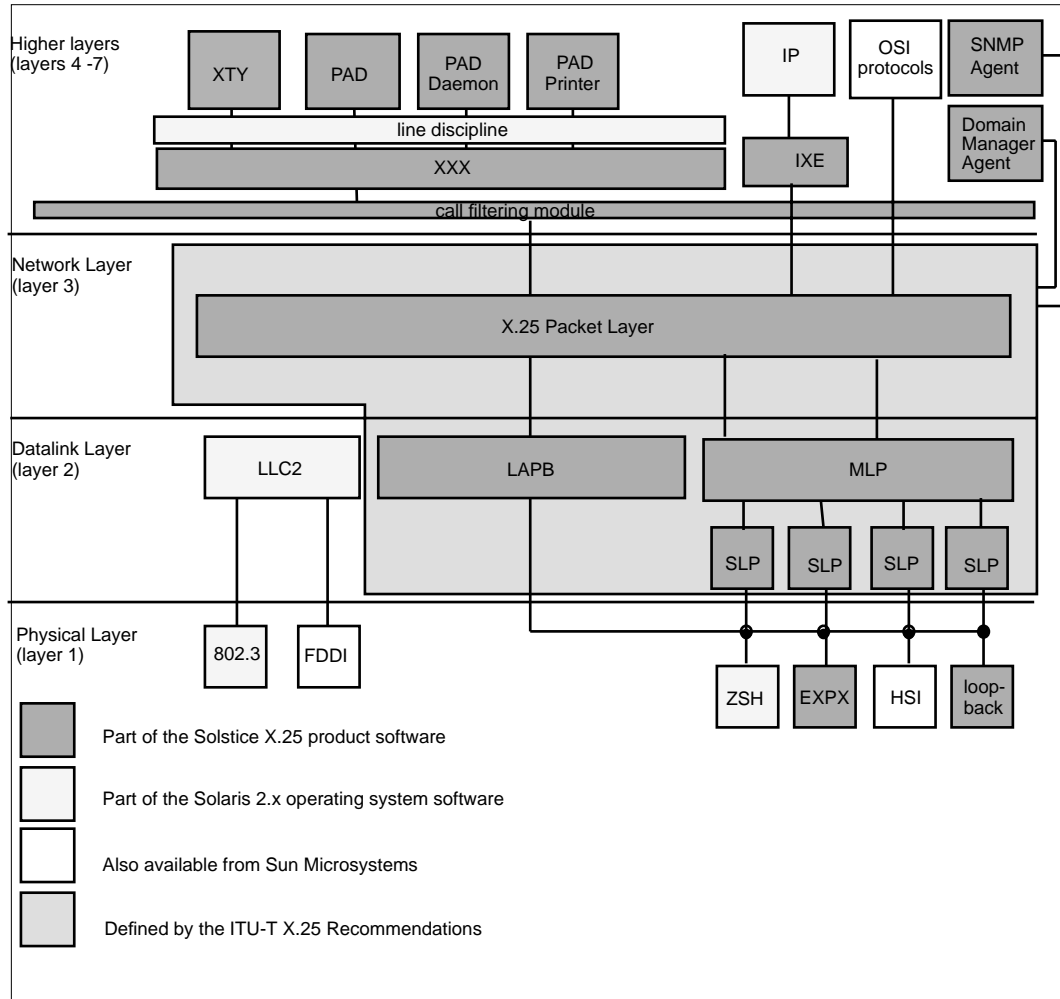 Higher layers
(layers 4 -7)
XTY
PAD
PAD
Daemon
PAD
Printer
IP
OSI
protocols
SNMP
Agent
line discipline
Domain
Manager
Agent
XXX
IXE
call filtering module
Network Layer
(layer 3)
X.25 Packet Layer
Datalink Layer
(layer 2)
LLC2
LAPB
MLP
SLP
SLP
SLP
SLP
Physical Layer
(layer 1)
802.3
FDDI
ZSH
EXPX
HSI
loop-
back
Part of the Solstice X.25 product software
Part of the Solaris 2.x operating system software
Also available from Sun Microsystems
Defined by the ITU-T X.25 Recommendations